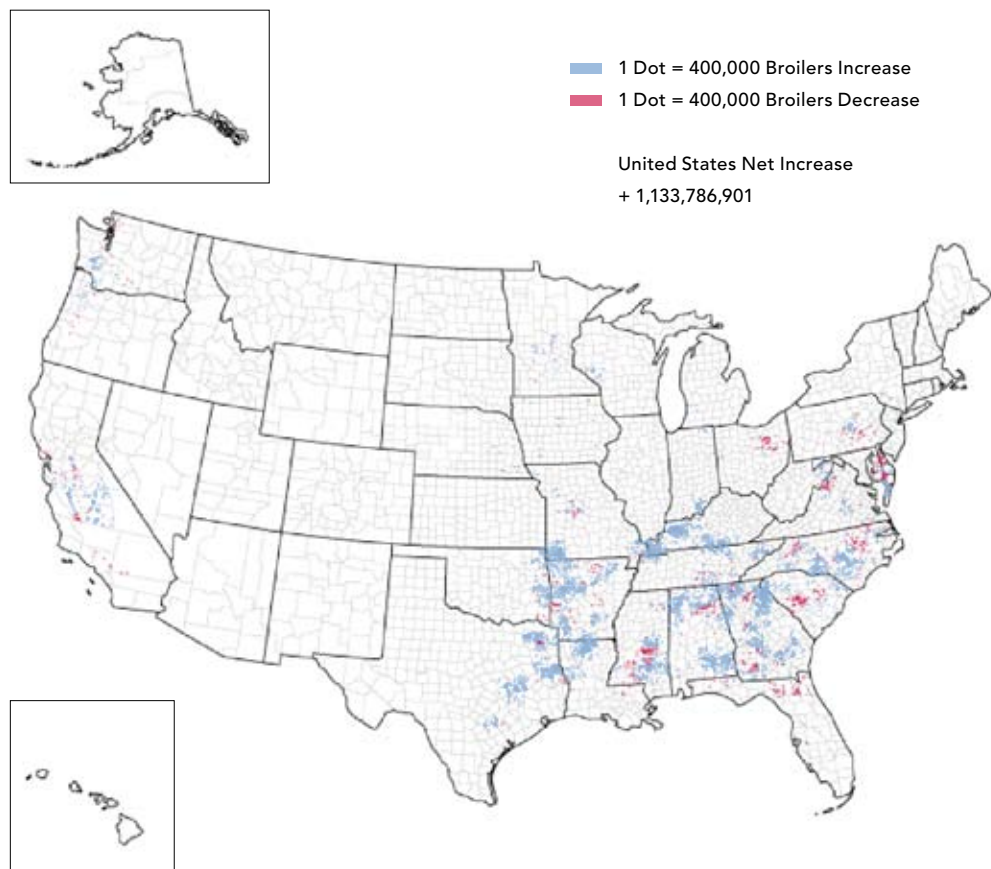 1 Dot = 400,000 Broilers Increase
1 Dot = 400,000 Broilers Decrease
United States Net Increase
+ 1,133,786,901